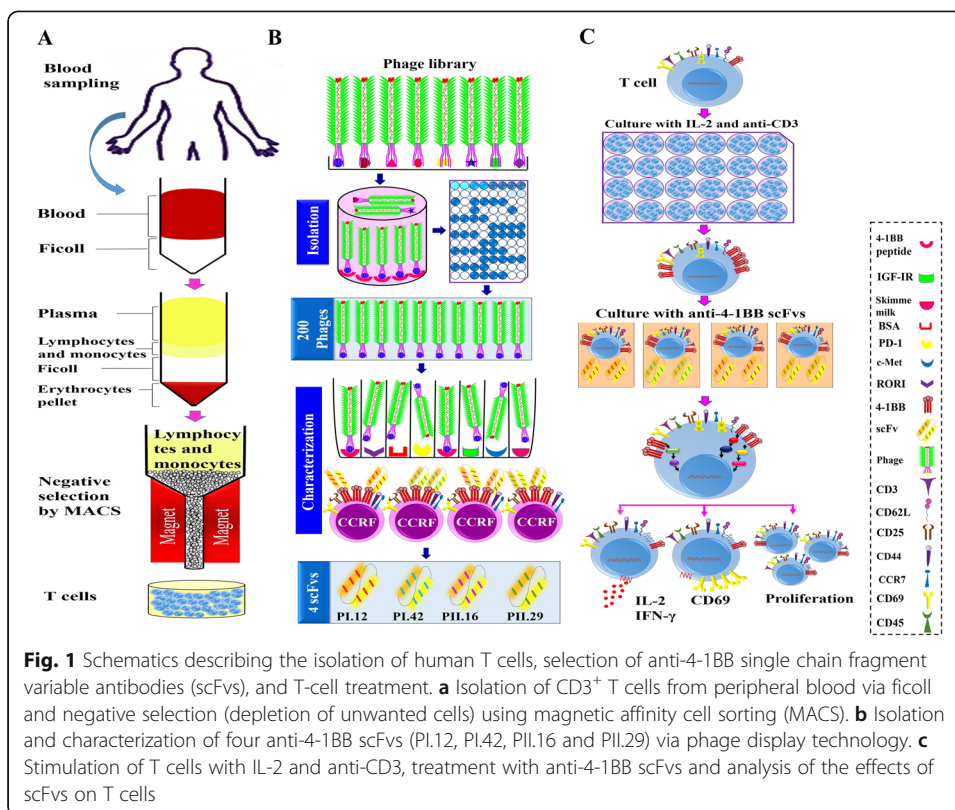 A
Blood
sampling
Blood
Ficoll
Plasma
Lymphocytes
and monocytes
Ficoll
Erythrocytes
pellet
Lymphocy
tes and
monocytes
Negative
selection
by MACS
Magnet
Magnet
T cells
B
Phage library
Isolation
200
Phages
Characterization
CCRF
CCRF
CCRF
CCRF
4 scFvs
PI.12
PI.42
PII.16
PII.29
C
T cell
Culture with IL-2 and anti-CD3
Culture with anti-4-1BB scFvs
IL-2
IFN-γ
CD69
Proliferation
4-1BB
peptide
IGF-IR
Skimme
milk
BSA
PD-1
c-Met
RORI
4-1BB
scFv
Phage
CD3
CD62L
CD25
CD44
CCR7
CD69
CD45
Fig. 1 Schematics describing the isolation of human T cells, selection of anti-4-1BB single chain fragment
variable antibodies (scFvs), and T-cell treatment. a Isolation of CD3+ T cells from peripheral blood via ficoll
and negative selection (depletion of unwanted cells) using magnetic affinity cell sorting (MACS). b Isolation
and characterization of four anti-4-1BB scFvs (PI.12, PI.42, PII.16 and PII.29) via phage display technology. c
Stimulation of T cells with IL-2 and anti-CD3, treatment with anti-4-1BB scFvs and analysis of the effects of
scFvs on T cells